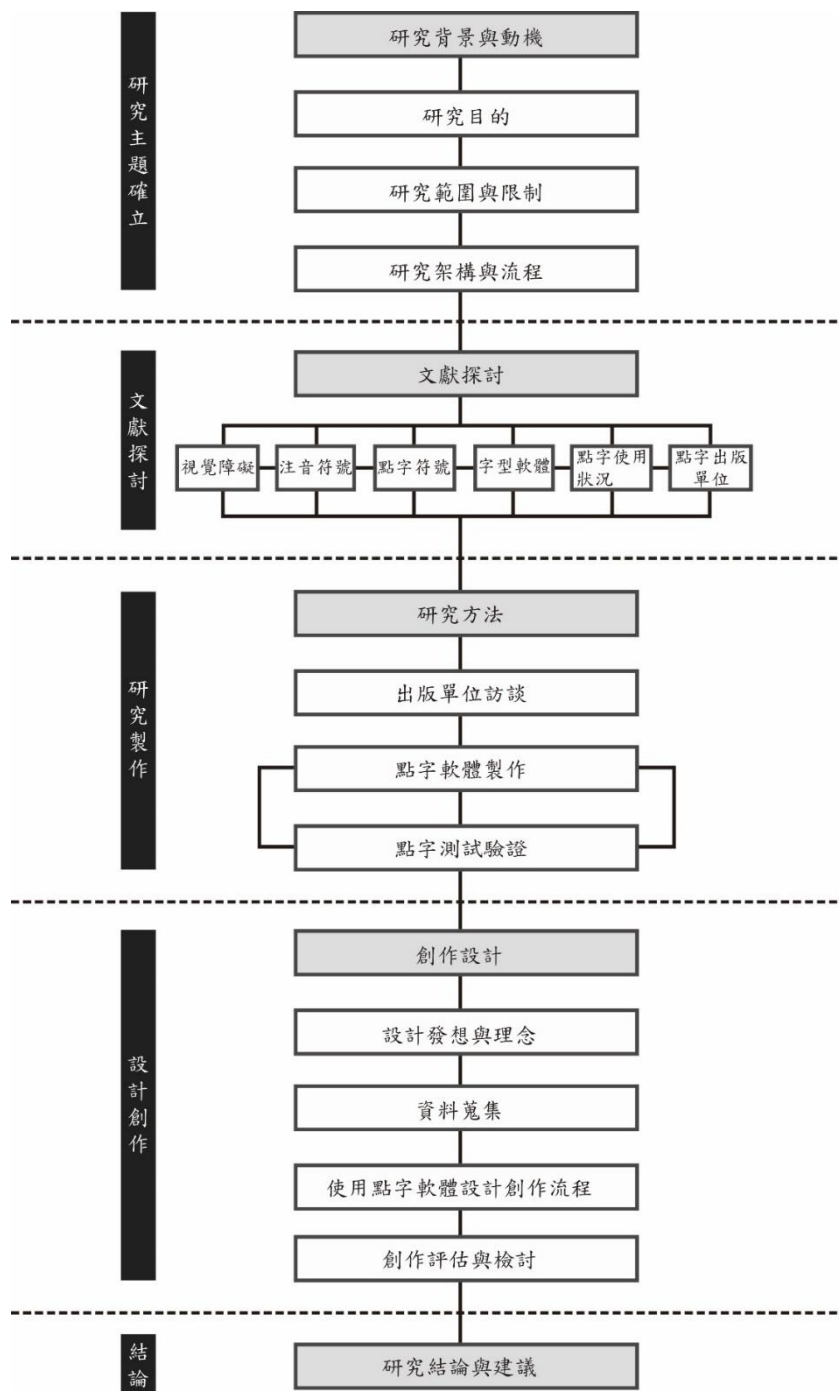 研究主題確立
研究背景與動機
研究目的
研究範圍與限制
研究架構與流程
文獻探討
文獻探討
視覺障礙
注音符號
點字符號
字型軟體
點字使用
狀況
點字出版
單位
研究製作
研究方法
出版單位訪談
點字軟體製作
點字測試驗證
設計創作
創作設計
設計發想與理念
資料蒐集
使用點字軟體設計創作流程
創作評估與檢討
結論
研究結論與建議